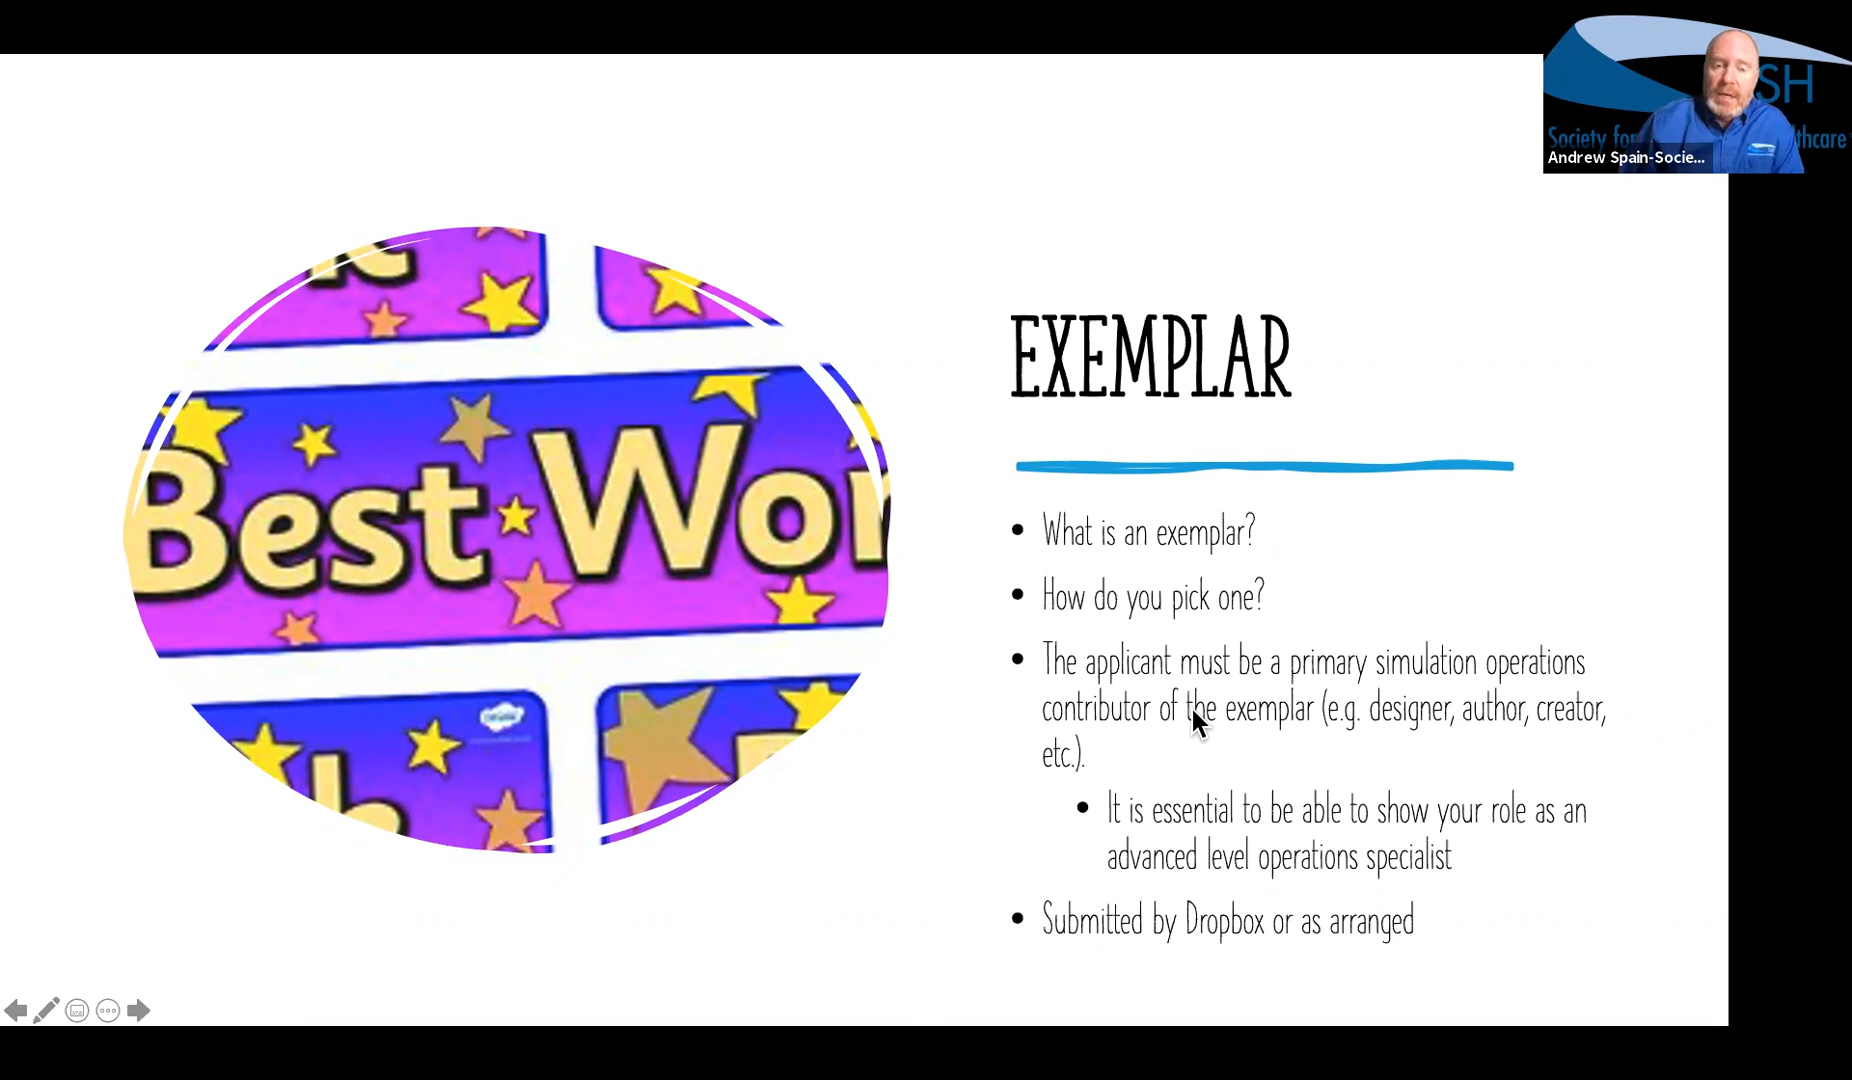 SH
Society for
lthcare
Andrew Spain-Socie...
Best Wor
EXEMPLAR
• What is an exemplar?
• How do you pick one?
• The applicant must be a primary simulation operations
contributor of the exemplar (e.g. designer, author, creator,
etc.).
• It is essential to be able to show your role as an
advanced level operations specialist
• Submitted by Dropbox or as arranged